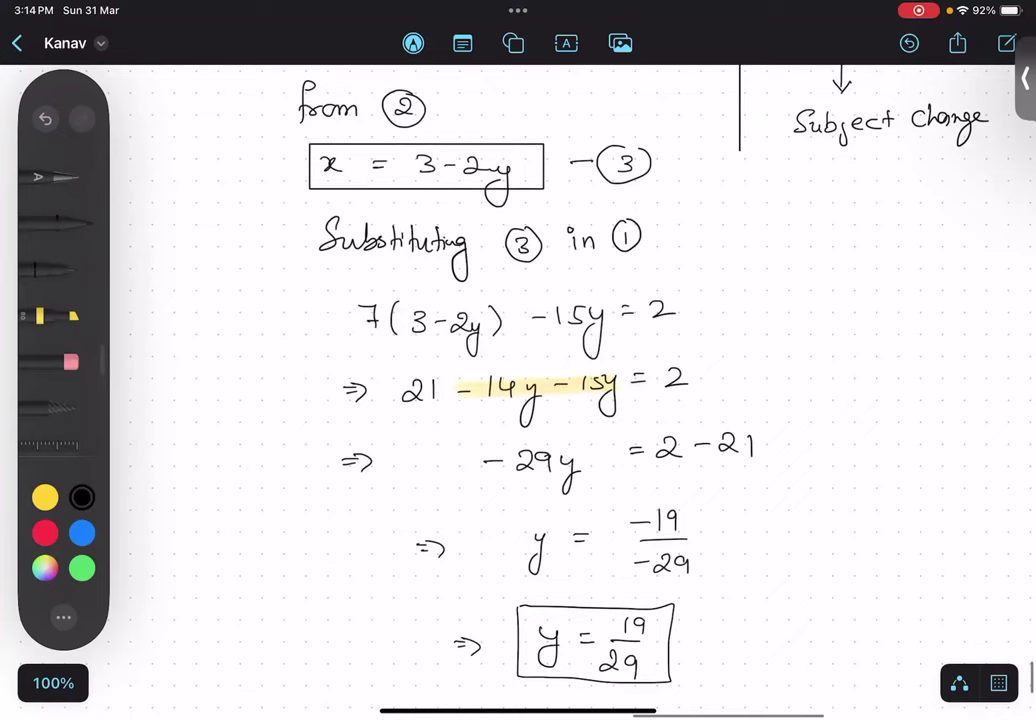 3:14 PM Sun 31 Mar
92%
Kanav
A
from ②
x = 3 - 2y - ③
Subject Change
Substituting ③ in ①
7(3 - 2y) - 15y = 2
⇒ 21 - 14y - 15y = 2
⇒ - 29y = 2 - 21
⇒ y = -19/-29
⇒ y = 19/29
100%